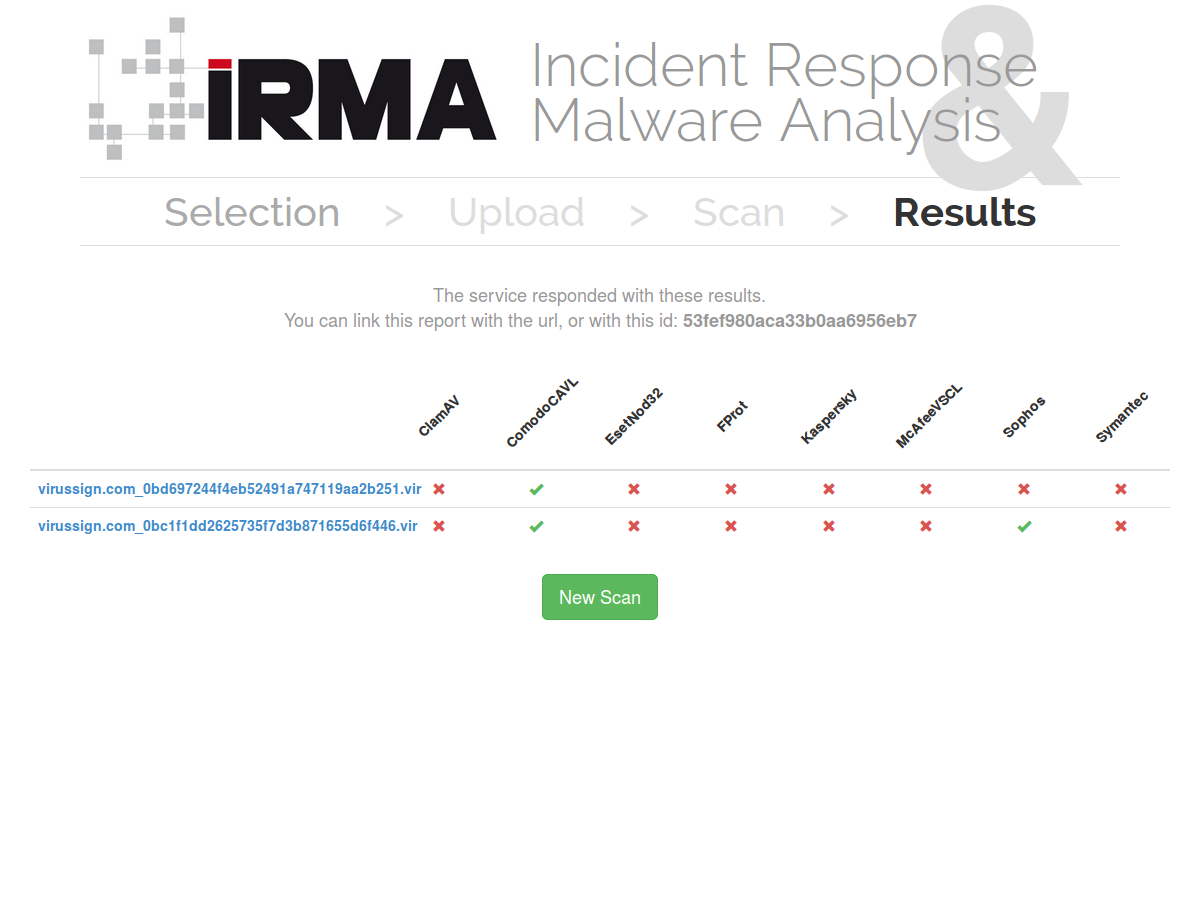 iRMA
Incident Response
&
Malware Analysis
Selection > Upload > Scan > Results
The service responded with these results.
You can link this report with the url, or with this id: 53fef980aca33b0aa6956eb7
ClamAV ComodoCAVL EsetNod32 FProt Kaspersky McAfeeVSCL Sophos Symantec
virussign.com_0bd697244f4eb52491a747119aa2b251.vir ✖ ✔ ✖ ✖ ✖ ✖ ✖ ✖
virussign.com_0bc1f1dd2625735f7d3b871655d6f446.vir ✖ ✔ ✖ ✖ ✖ ✖ ✔ ✖
New Scan